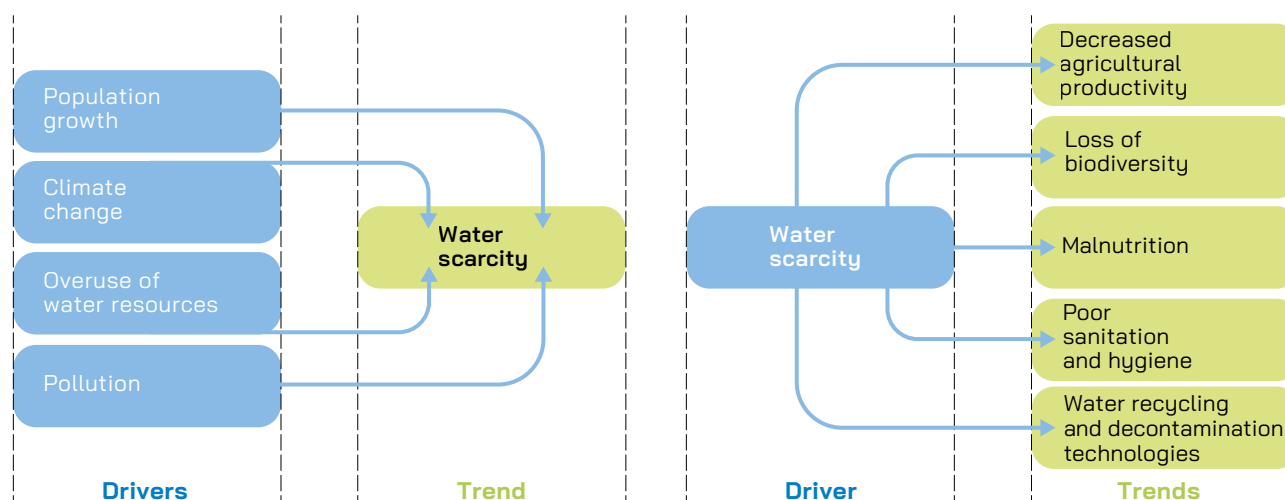 Population
growth
Climate
change
Overuse of
water resources
Pollution
Drivers
Water
scarcity
Trend
Water
scarcity
Driver
Decreased
agricultural
productivity
Loss of
biodiversity
Malnutrition
Poor
sanitation
and hygiene
Water recycling
and decontamination
technologies
Trends